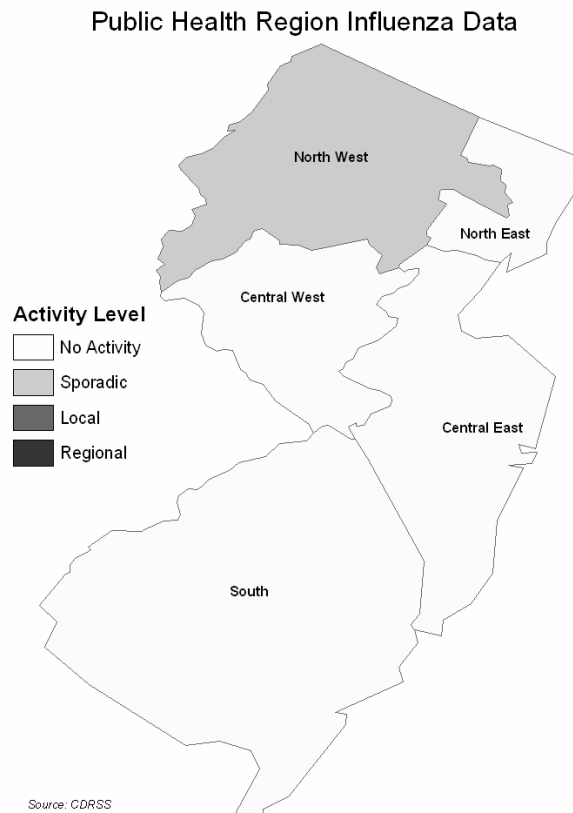 Public Health Region Influenza Data
North West
North East
Central West
Activity Level
No Activity
Sporadic
Local
Regional
Central East
South
Source: CDRSS